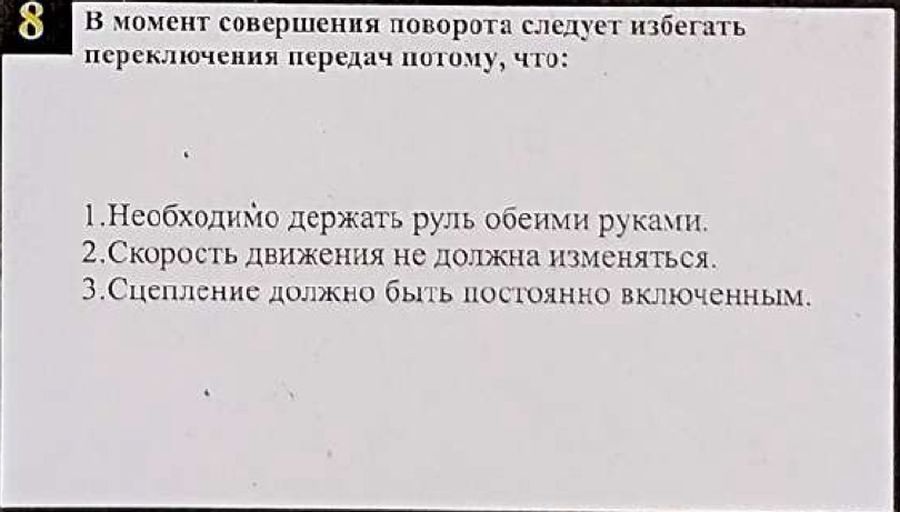 8
В момент совершения поворота следует избегать
переключения передач потому, что:
1.Необходимо держать руль обеими руками.
2.Скорость движения не должна изменяться.
3.Сцепление должно быть постоянно включенным.